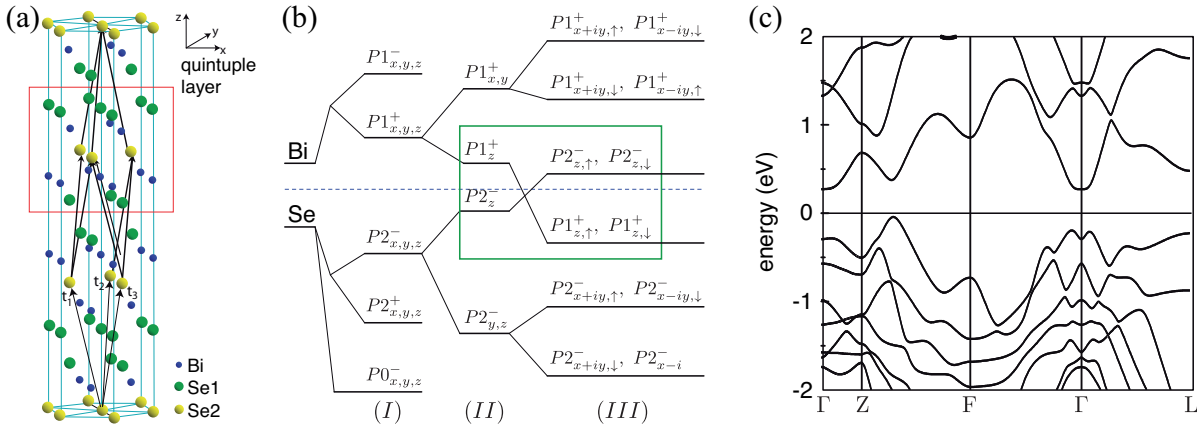 (a)
z
y
x
quintuple
layer
t₁
t₂
t₃
Bi
Se1
Se2
(b)
Bi
Se
P1⁻x,y,z
P1⁺x,y,z
P2⁻x,y,z
P2⁺x,y,z
P0⁻x,y,z
(I)
P1⁺x,y
P1⁺z
P2⁻z
P2⁻y,z
(II)
P1⁺x+iy,↑, P1⁺x−iy,↓
P1⁺x+iy,↓, P1⁺x−iy,↑
P2⁻z,↑, P2⁻z,↓
P1⁺z,↑, P1⁺z,↓
P2⁻x+iy,↑, P2⁻x−iy,↓
P2⁻x+iy,↓, P2⁻x−i
(III)
(c)
energy (eV)
2
1
0
-1
-2
Γ Z F Γ L